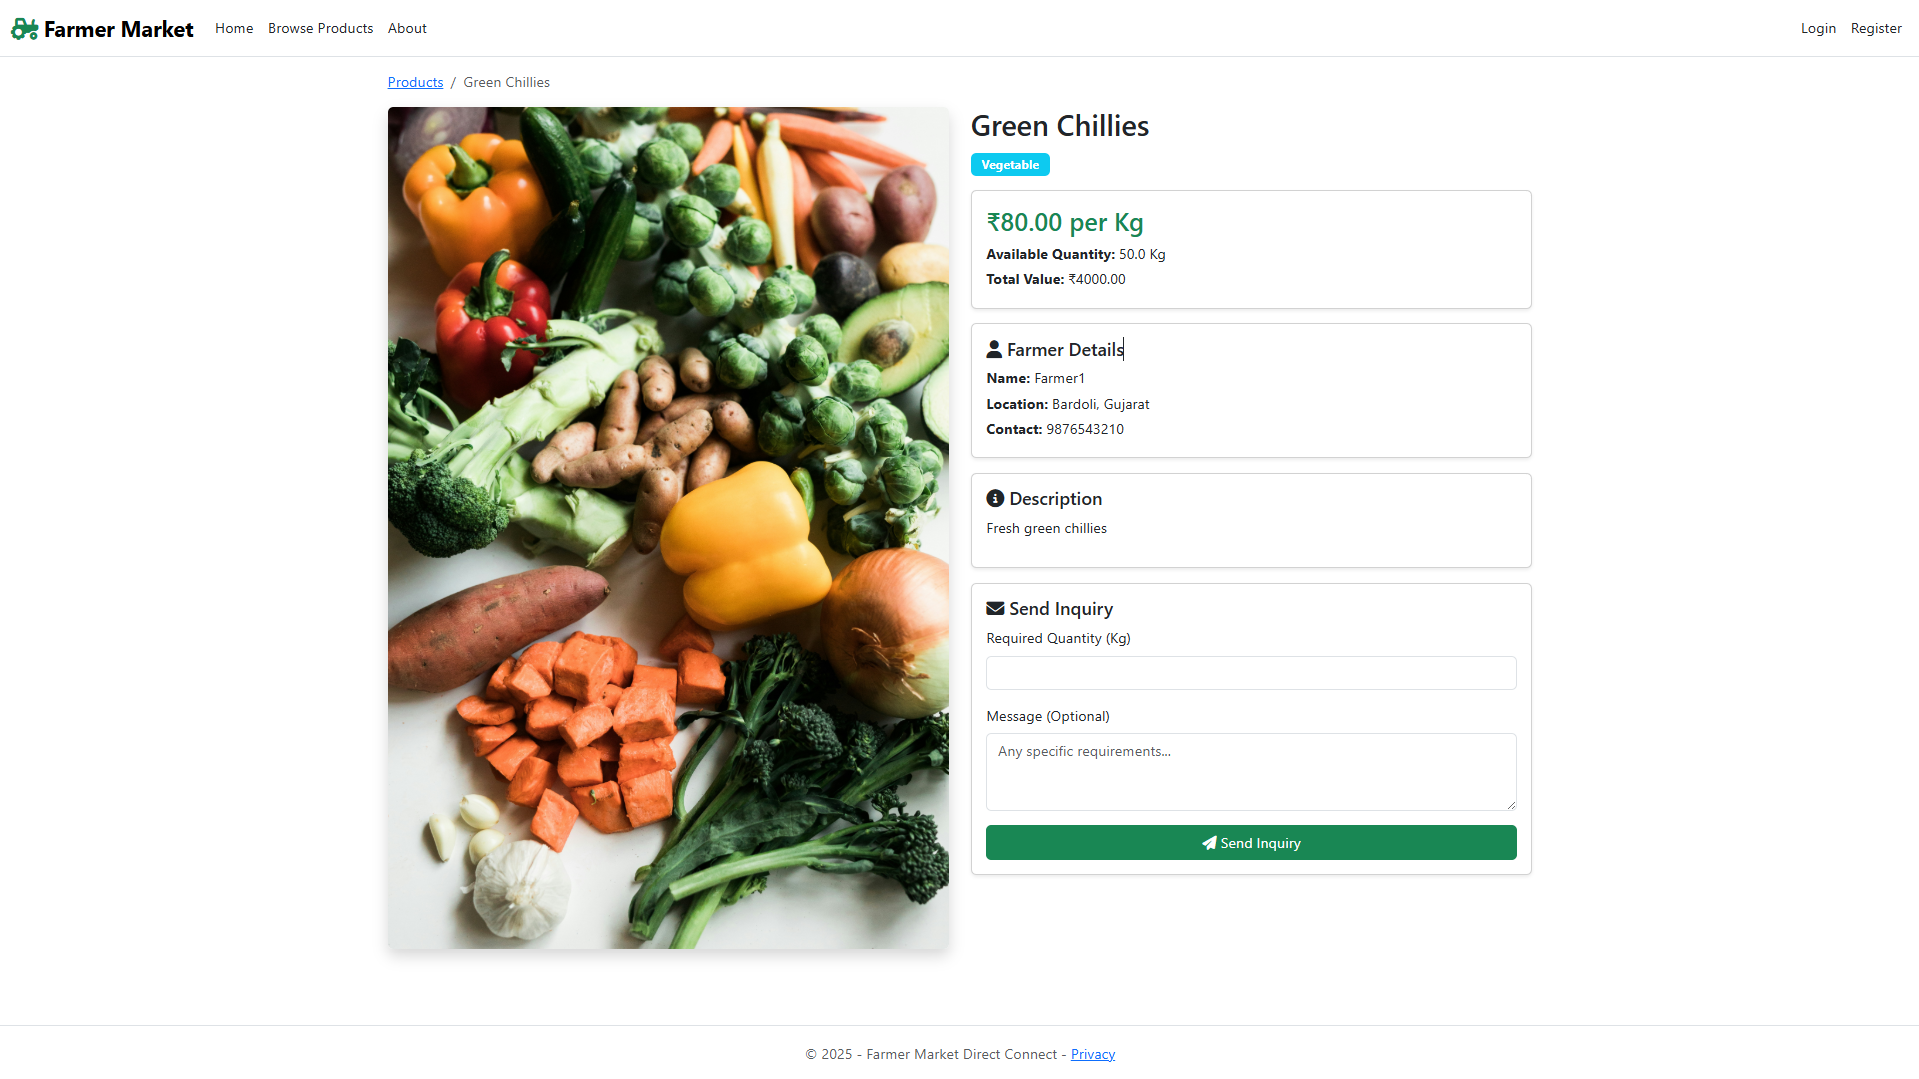 Farmer Market
Home
Browse Products
About
Login
Register
Products / Green Chillies
Green Chillies
Vegetable
₹80.00 per Kg
Available Quantity: 50.0 Kg
Total Value: ₹4000.00
Farmer Details
Name: Farmer1
Location: Bardoli, Gujarat
Contact: 9876543210
Description
Fresh green chillies
Send Inquiry
Required Quantity (Kg)
Message (Optional)
Any specific requirements...
Send Inquiry
© 2025 - Farmer Market Direct Connect - Privacy